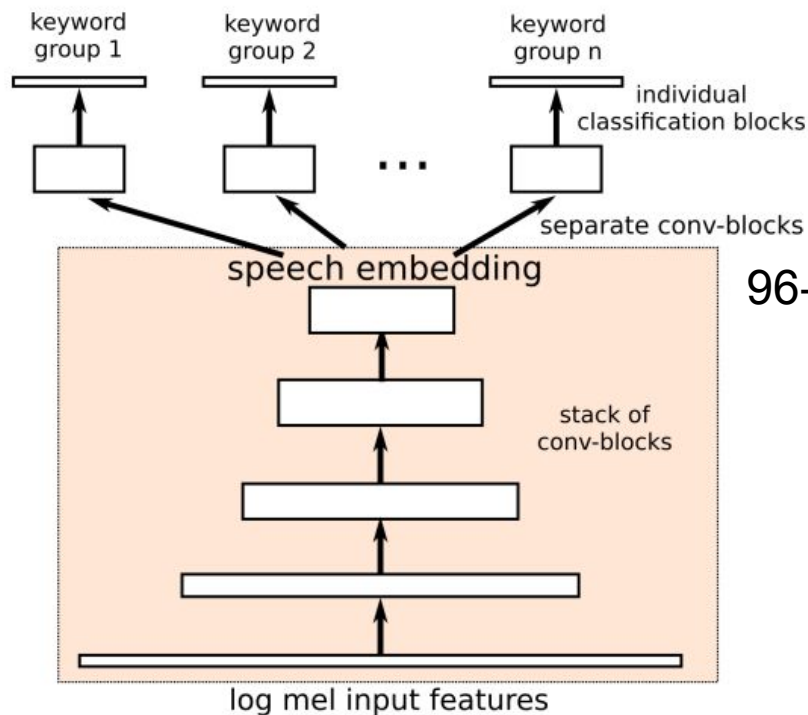 keyword
group 1
keyword
group 2
keyword
group n
individual
classification blocks
...
separate conv-blocks
speech embedding
96-
stack of
conv-blocks
log mel input features